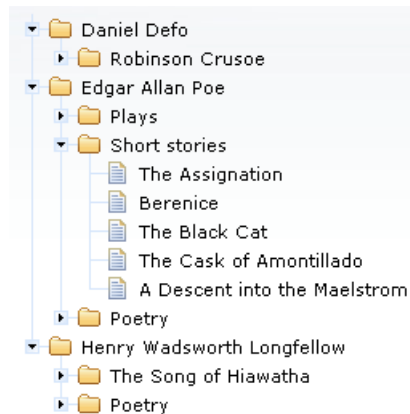 Daniel Defo
Robinson Crusoe
Edgar Allan Poe
Plays
Short stories
The Assignation
Berenice
The Black Cat
The Cask of Amontillado
A Descent into the Maelstrom
Poetry
Henry Wadsworth Longfellow
The Song of Hiawatha
Poetry